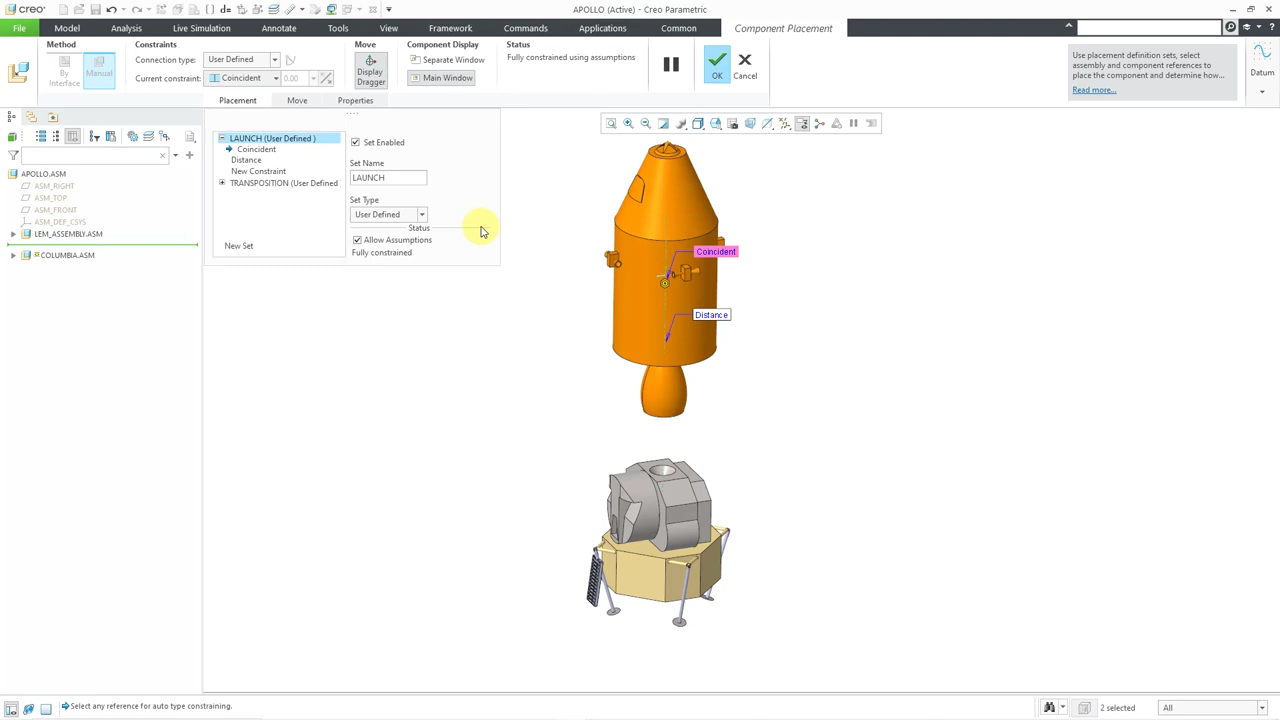 creo
APOLLO (Active) - Creo Parametric
File
Model
Analysis
Live Simulation
Annotate
Tools
View
Framework
Commands
Applications
Common
Component Placement
Method
Constraints
Move
Component Display
Status
By Interface
Manual
Connection type:
User Defined
Current constraint:
Coincident
0.00
Display Dragger
Separate Window
Main Window
Fully constrained using assumptions
OK
Cancel
Use placement definition sets, select
assembly and component references to
place the component and determine how...
Read more...
Datum
Placement
Move
Properties
LAUNCH (User Defined )
Coincident
Distance
New Constraint
TRANSPOSITION (User Defined
New Set
Set Enabled
Set Name
LAUNCH
Set Type
User Defined
Status
Allow Assumptions
Fully constrained
APOLLO.ASM
ASM_RIGHT
ASM_TOP
ASM_FRONT
ASM_DEF_CSYS
LEM_ASSEMBLY.ASM
COLUMBIA.ASM
Coincident
Distance
Select any reference for auto type constraining.
2 selected
All